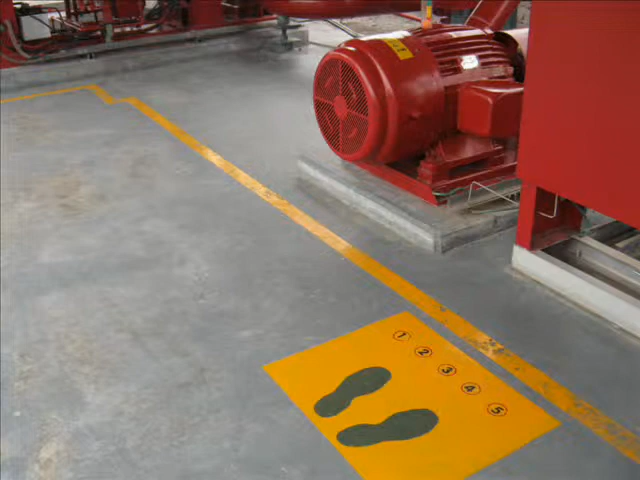 ① ② ③ ④ ⑤